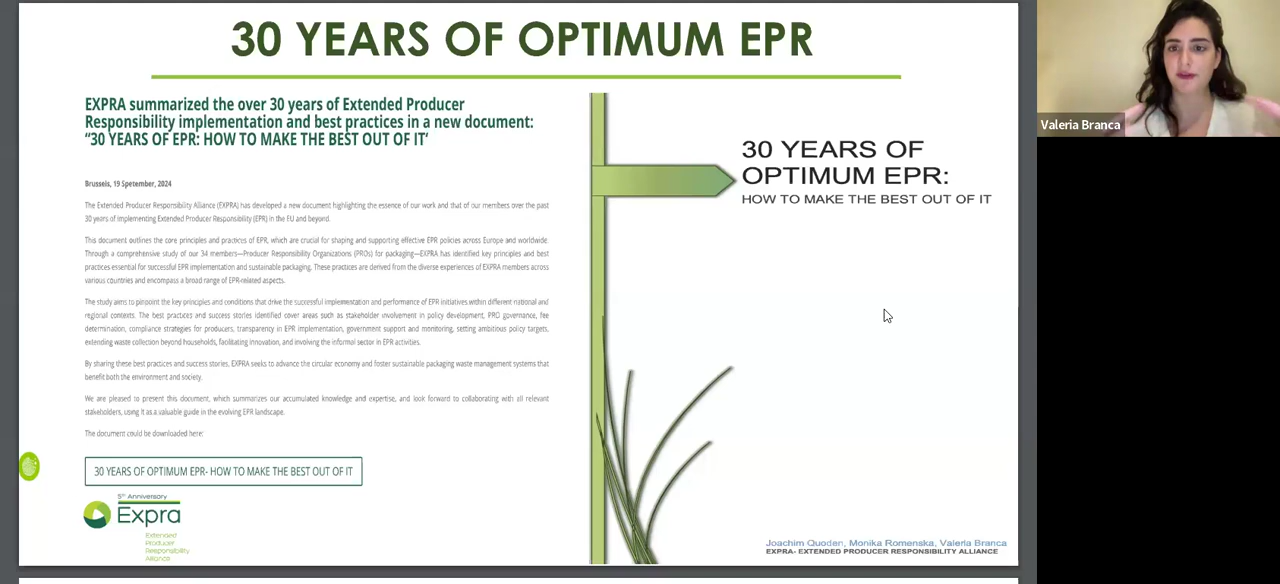 30 YEARS OF OPTIMUM EPR
EXPRA summarized the over 30 years of Extended Producer
Responsibility implementation and best practices in a new document:
“30 YEARS OF EPR: HOW TO MAKE THE BEST OUT OF IT’
Brussels, 19 Spetember, 2024
The Extended Producer Responsibility Alliance (EXPRA) has developed a new document highlighting the essence of our work and that of our members over the past
30 years of implementing Extended Producer Responsibility (EPR) in the EU and beyond.
This document outlines the core principles and practices of EPR, which are crucial for shaping and supporting effective EPR policies across Europe and worldwide.
Through a comprehensive study of our 34 members—Producer Responsibility Organizations (PROs) for packaging—EXPRA has identified key principles and best
practices essential for successful EPR implementation and sustainable packaging. These practices are derived from the diverse experiences of EXPRA members across
various countries and encompass a broad range of EPR-related aspects.
The study aims to pinpoint the key principles and conditions that drive the successful implementation and performance of EPR initiatives within different national and
regional contexts. The best practices and success stories identified cover areas such as stakeholder involvement in policy development, PRO governance, fee
determination, compliance strategies for producers, transparency in EPR implementation, government support and monitoring, setting ambitious policy targets,
extending waste collection beyond households, facilitating innovation, and involving the informal sector in EPR activities.
By sharing these best practices and success stories, EXPRA seeks to advance the circular economy and foster sustainable packaging waste management systems that
benefit both the environment and society.
We are pleased to present this document, which summarizes our accumulated knowledge and expertise, and look forward to collaborating with all relevant
stakeholders, using it as a valuable guide in the evolving EPR landscape.
The document could be downloaded here:
30 YEARS OF OPTIMUM EPR- HOW TO MAKE THE BEST OUT OF IT
5th Anniversary
Expra
Extended
Producer
Responsibility
Alliance
30 YEARS OF
OPTIMUM EPR:
HOW TO MAKE THE BEST OUT OF IT
Joachim Quoden, Monika Romenska, Valeria Branca
EXPRA- EXTENDED PRODUCER RESPONSIBILITY ALLIANCE
Valeria Branca